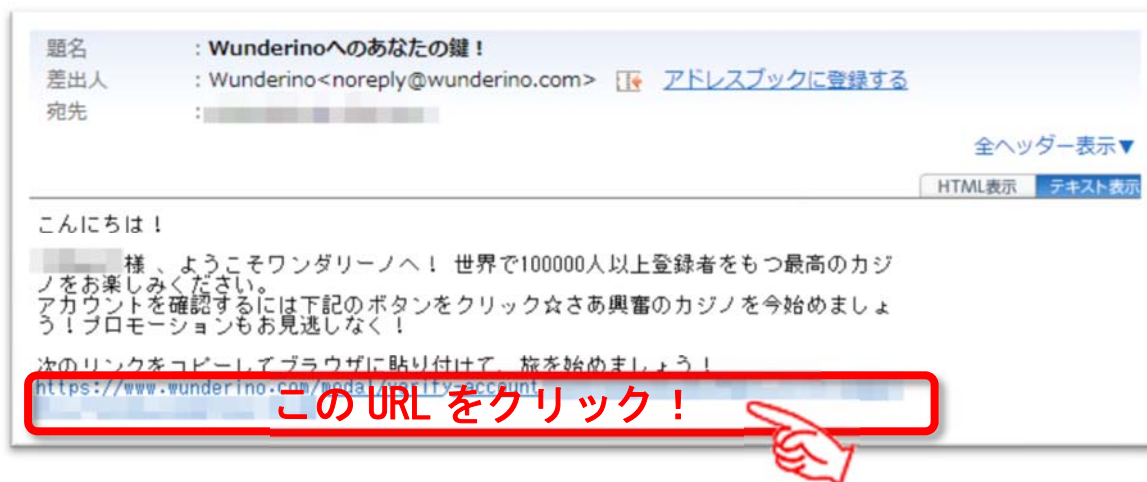 題名 : Wunderinoへのあなたの鍵!
差出人 : Wunderino<noreply@wunderino.com> アドレスブックに登録する
宛先 :
全ヘッダー表示▼
HTML表示 テキスト表示
こんにちは!
様 、ようこそワンダリーノへ! 世界で100000人以上登録者をもつ最高のカジ
ノをお楽しみください。
アカウントを確認するには下記のボタンをクリック☆さあ興奮のカジノを今始めましょ
う!プロモーションもお見逃しなく!
次のリンクをコピーしてブラウザに貼り付けて、旅を始めましょう!
https://www.wunderino.com/modal/verify-account
この URL をクリック!